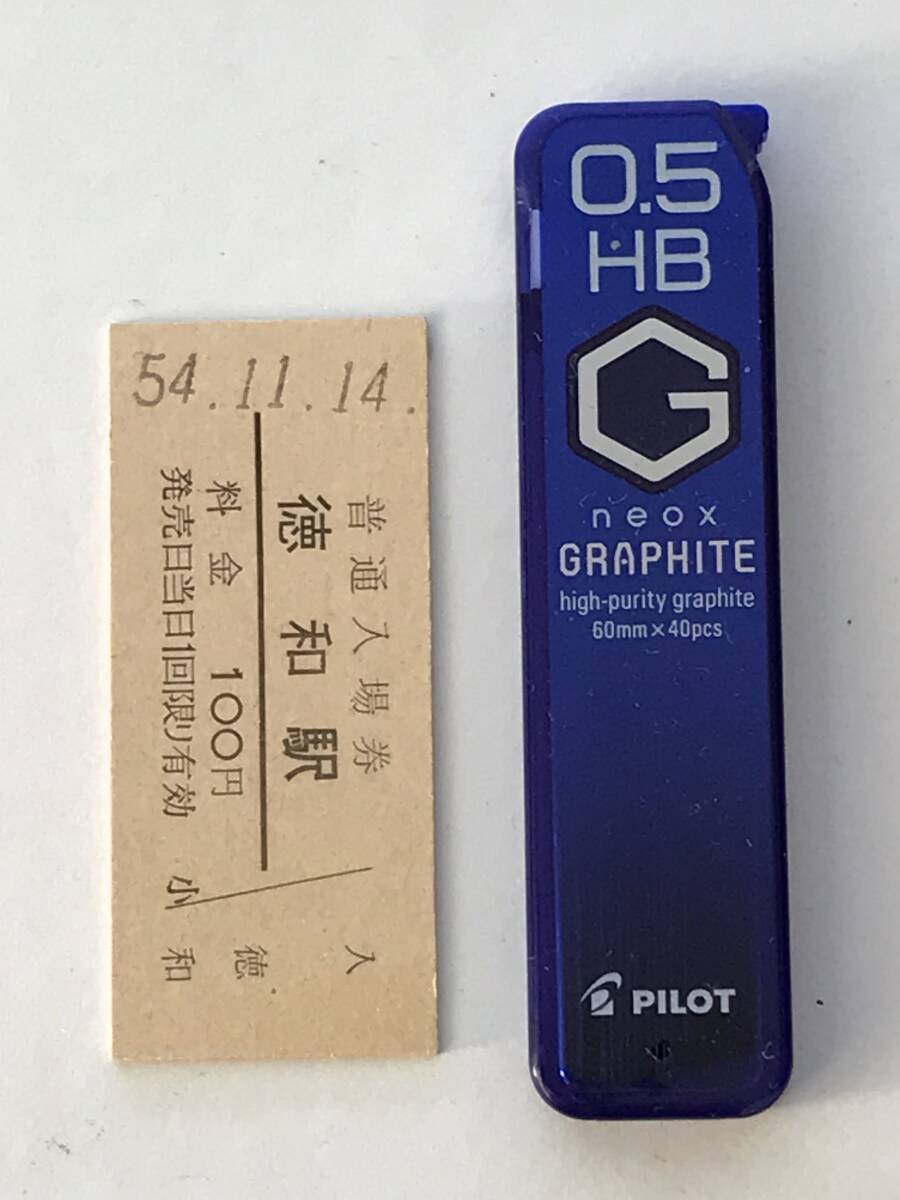 54.11.14.
普通入場券
徳和駅
料金 100円
発売日当日1回限り有効
小
入
徳
和
0.5
HB
G
neox
GRAPHITE
high-purity graphite
60mm×40pcs
PILOT